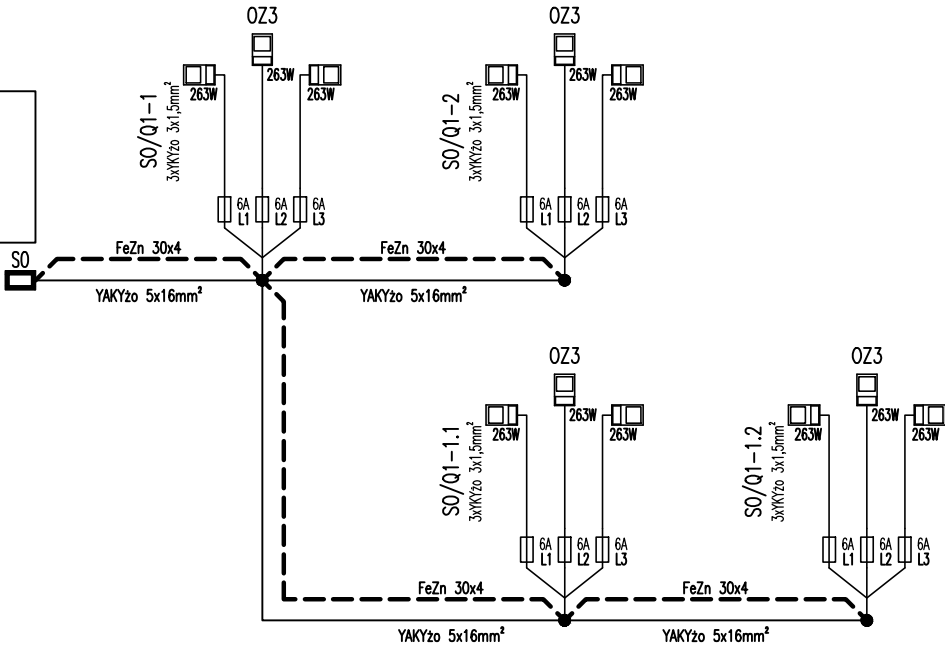 OZ3
OZ3
263W
263W
263W
263W
263W
263W
SO/Q1-1
3xYKYżo 3x1,5mm²
SO/Q1-2
3xYKYżo 3x1,5mm²
6A
L1
6A
L2
6A
L3
6A
L1
6A
L2
6A
L3
SO
FeZn 30x4
FeZn 30x4
YAKYżo 5x16mm²
YAKYżo 5x16mm²
OZ3
OZ3
263W
263W
263W
263W
263W
263W
SO/Q1-1.1
3xYKYżo 3x1,5mm²
SO/Q1-1.2
3xYKYżo 3x1,5mm²
6A
L1
6A
L2
6A
L3
6A
L1
6A
L2
6A
L3
FeZn 30x4
FeZn 30x4
YAKYżo 5x16mm²
YAKYżo 5x16mm²